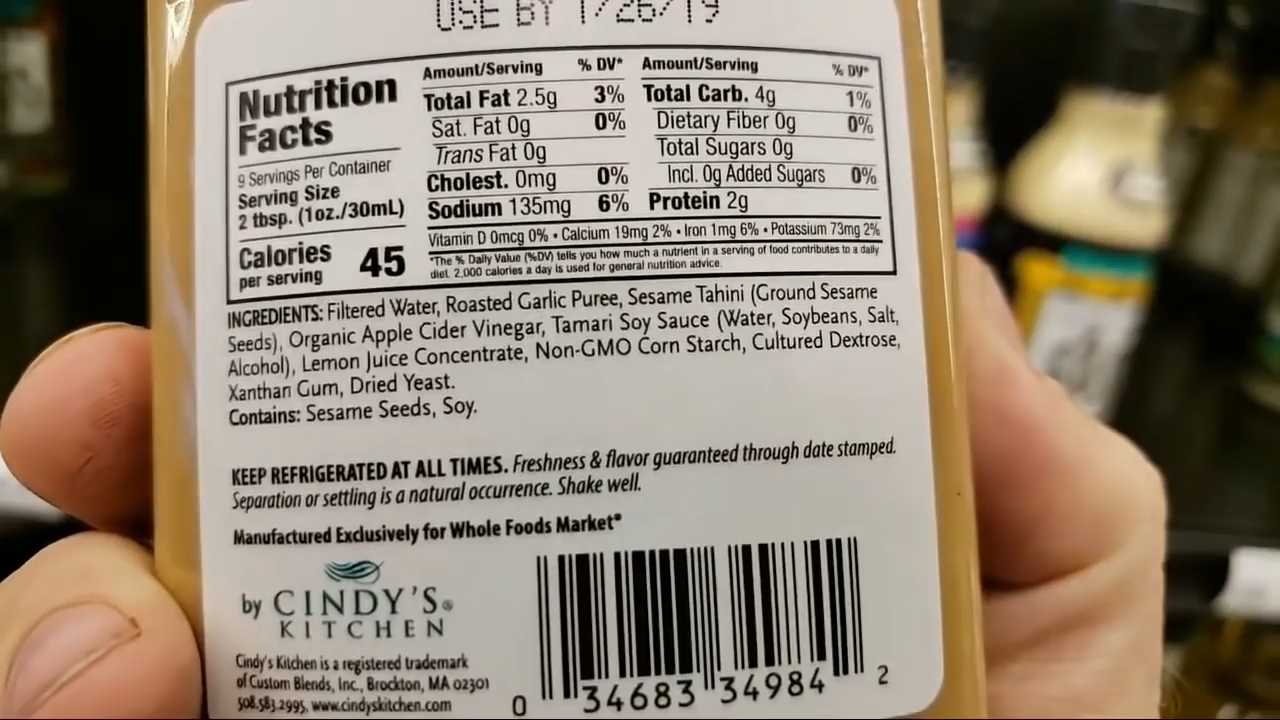 USE BY 1/26/19
Nutrition
Facts
9 Servings Per Container
Serving Size
2 tbsp. (1oz./30mL)
Calories
per serving
45
Amount/Serving % DV*
Total Fat 2.5g 3%
Sat. Fat 0g 0%
Trans Fat 0g
Cholest. 0mg 0%
Sodium 135mg 6%
Amount/Serving % DV*
Total Carb. 4g 1%
Dietary Fiber 0g 0%
Total Sugars 0g
Incl. 0g Added Sugars 0%
Protein 2g
Vitamin D 0mcg 0% • Calcium 19mg 2% • Iron 1mg 6% • Potassium 73mg 2%
*The % Daily Value (%DV) tells you how much a nutrient in a serving of food contributes to a daily
diet. 2,000 calories a day is used for general nutrition advice.
INGREDIENTS: Filtered Water, Roasted Garlic Puree, Sesame Tahini (Ground Sesame
Seeds), Organic Apple Cider Vinegar, Tamari Soy Sauce (Water, Soybeans, Salt,
Alcohol), Lemon Juice Concentrate, Non-GMO Corn Starch, Cultured Dextrose,
Xanthan Gum, Dried Yeast.
Contains: Sesame Seeds, Soy.
KEEP REFRIGERATED AT ALL TIMES. Freshness & flavor guaranteed through date stamped.
Separation or settling is a natural occurrence. Shake well.
Manufactured Exclusively for Whole Foods Market®
by CINDY'S®
KITCHEN
Cindy's Kitchen is a registered trademark
of Custom Blends, Inc., Brockton, MA 02301
508.583.2995, www.cindyskitchen.com
0 34683 34984 2